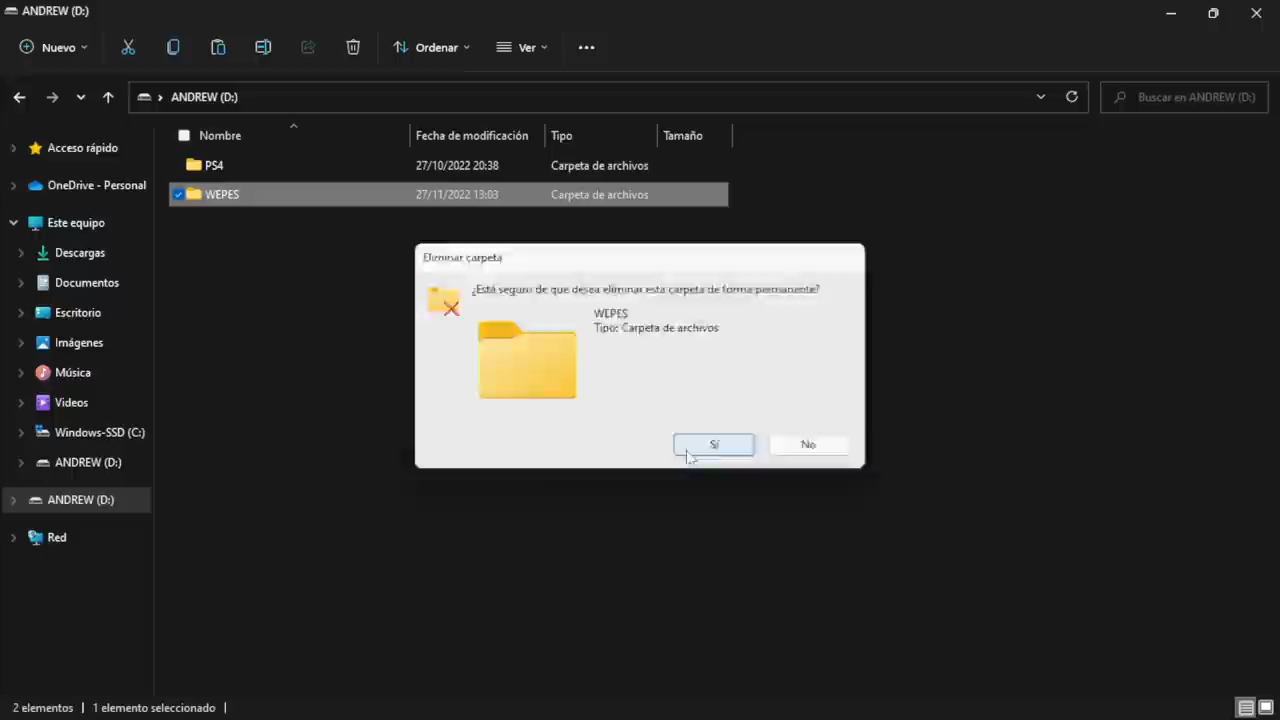 ANDREW (D:)
Nuevo
Ordenar
Ver
ANDREW (D:)
Buscar en ANDREW (D:)
Nombre Fecha de modificación Tipo Tamaño
PS4 27/10/2022 20:38 Carpeta de archivos
WEPES 27/11/2022 13:03 Carpeta de archivos
Acceso rápido
OneDrive - Personal
Este equipo
Descargas
Documentos
Escritorio
Imágenes
Música
Videos
Windows-SSD (C:)
ANDREW (D:)
ANDREW (D:)
Red
Eliminar carpeta
¿Está seguro de que desea eliminar esta carpeta de forma permanente?
WEPES
Tipo: Carpeta de archivos
Sí No
2 elementos 1 elemento seleccionado